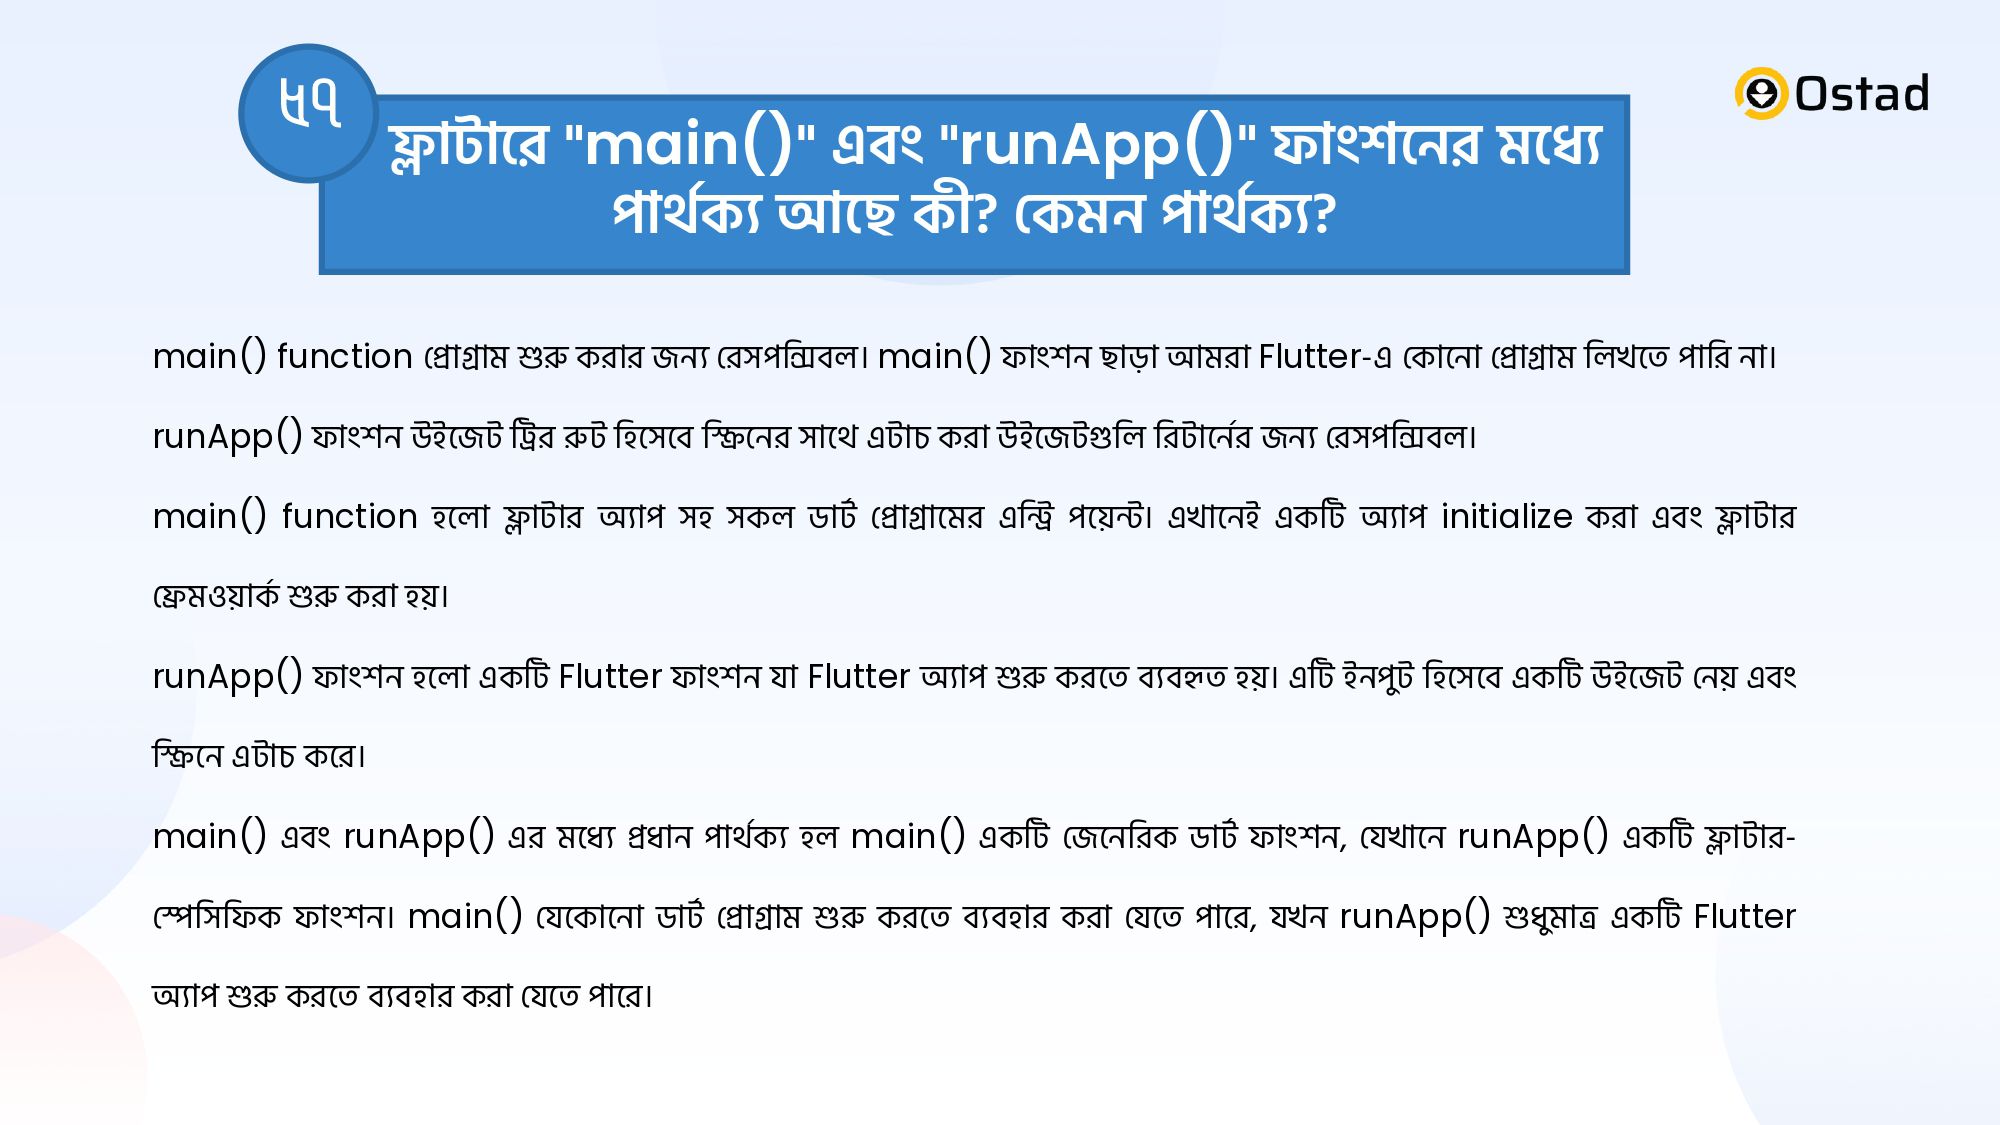 ৫৭
Ostad
ফ্লাটারে "main()" এবং "runApp()" ফাংশনের মধ্যে
পার্থক্য আছে কী? কেমন পার্থক্য?
main() function প্রোগ্রাম শুরু করার জন্য রেসপন্সিবল। main() ফাংশন ছাড়া আমরা Flutter-এ কোনো প্রোগ্রাম লিখতে পারি না।
runApp() ফাংশন উইজেট ট্রির রুট হিসেবে স্ক্রিনের সাথে এটাচ করা উইজেটগুলি রিটার্নের জন্য রেসপন্সিবল।
main() function হলো ফ্লাটার অ্যাপ সহ সকল ডার্ট প্রোগ্রামের এন্ট্রি পয়েন্ট। এখানেই একটি অ্যাপ initialize করা এবং ফ্লাটার
ফ্রেমওয়ার্ক শুরু করা হয়।
runApp() ফাংশন হলো একটি Flutter ফাংশন যা Flutter অ্যাপ শুরু করতে ব্যবহৃত হয়। এটি ইনপুট হিসেবে একটি উইজেট নেয় এবং
স্ক্রিনে এটাচ করে।
main() এবং runApp() এর মধ্যে প্রধান পার্থক্য হল main() একটি জেনেরিক ডার্ট ফাংশন, যেখানে runApp() একটি ফ্লাটার-
স্পেসিফিক ফাংশন। main() যেকোনো ডার্ট প্রোগ্রাম শুরু করতে ব্যবহার করা যেতে পারে, যখন runApp() শুধুমাত্র একটি Flutter
অ্যাপ শুরু করতে ব্যবহার করা যেতে পারে।